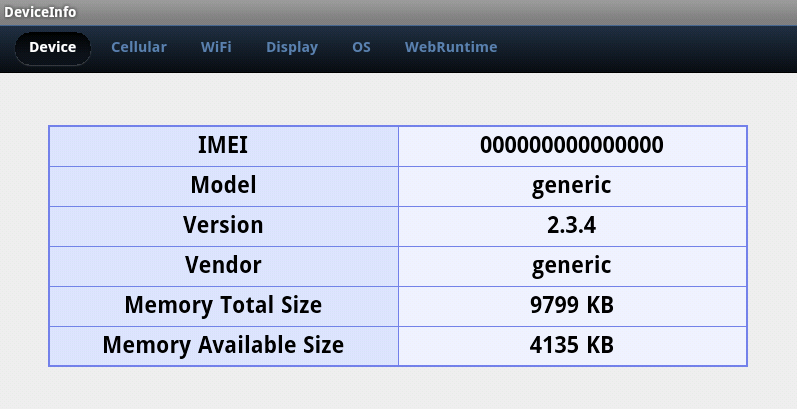 DeviceInfo
Device Cellular WiFi Display OS WebRuntime
IMEI 000000000000000
Model generic
Version 2.3.4
Vendor generic
Memory Total Size 9799 KB
Memory Available Size 4135 KB